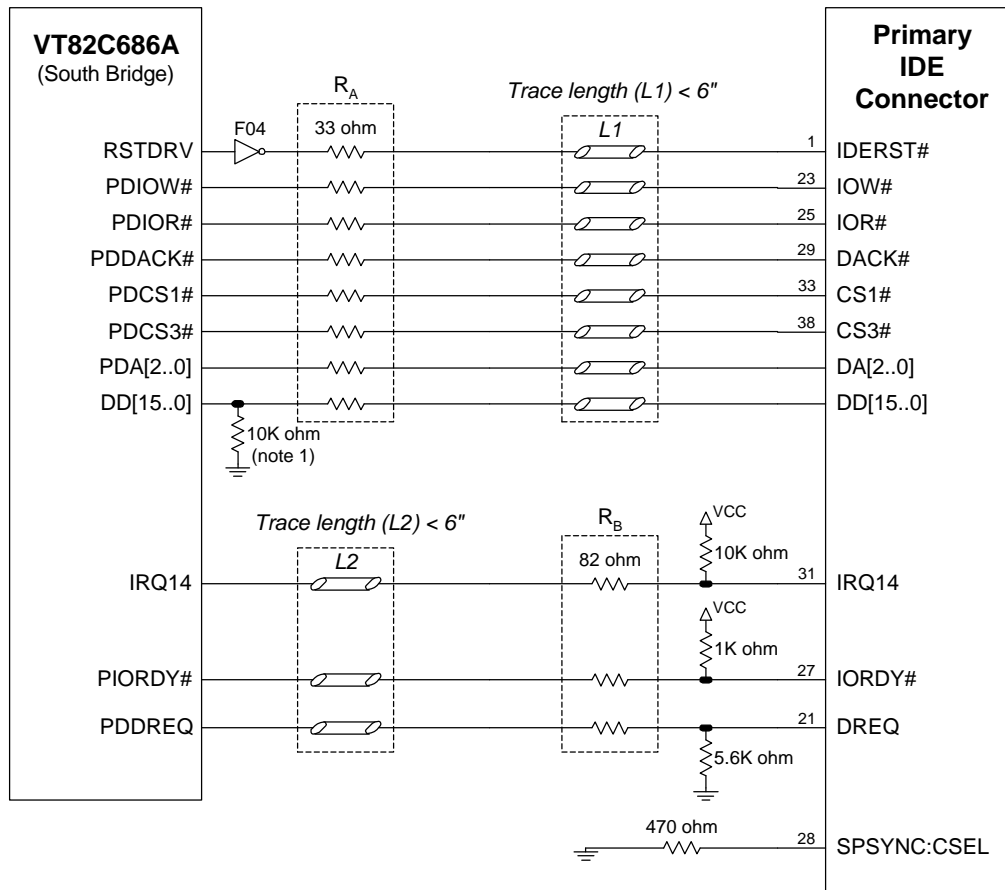 VT82C686A
(South Bridge)
Primary
IDE
Connector
RA
Trace length (L1) < 6"
F04
33 ohm
L1
RSTDRV
1
IDERST#
PDIOW#
23
IOW#
PDIOR#
25
IOR#
PDDACK#
29
DACK#
PDCS1#
33
CS1#
PDCS3#
38
CS3#
PDA[2..0]
DA[2..0]
DD[15..0]
DD[15..0]
10K ohm
(note 1)
Trace length (L2) < 6"
RB
VCC
L2
82 ohm
10K ohm
IRQ14
31
IRQ14
VCC
1K ohm
PIORDY#
27
IORDY#
PDDREQ
21
DREQ
5.6K ohm
470 ohm
28
SPSYNC:CSEL